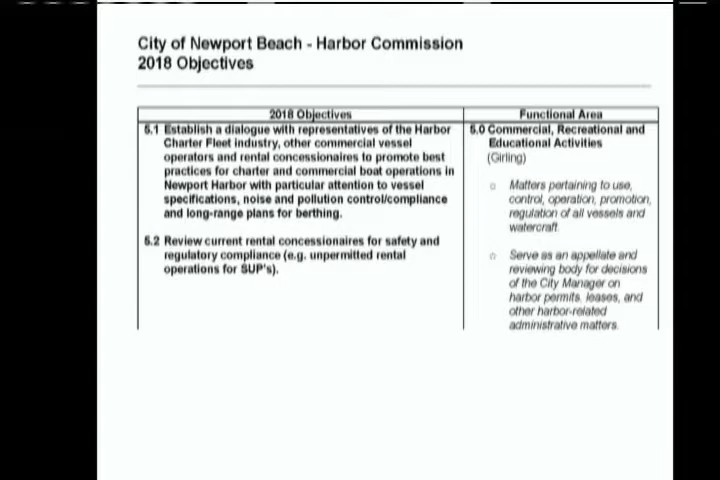 City of Newport Beach - Harbor Commission
2018 Objectives
2018 Objectives
5.1 Establish a dialogue with representatives of the Harbor
Charter Fleet industry, other commercial vessel
operators and rental concessionaires to promote best
practices for charter and commercial boat operations in
Newport Harbor with particular attention to vessel
specifications, noise and pollution control/compliance
and long-range plans for berthing.
5.2 Review current rental concessionaires for safety and
regulatory compliance (e.g. unpermitted rental
operations for SUP's).
Functional Area
5.0 Commercial, Recreational and
Educational Activities
(Girling)
o Matters pertaining to use,
control, operation, promotion,
regulation of all vessels and
watercraft.
o Serve as an appellate and
reviewing body for decisions
of the City Manager on
harbor permits, leases, and
other harbor-related
administrative matters.